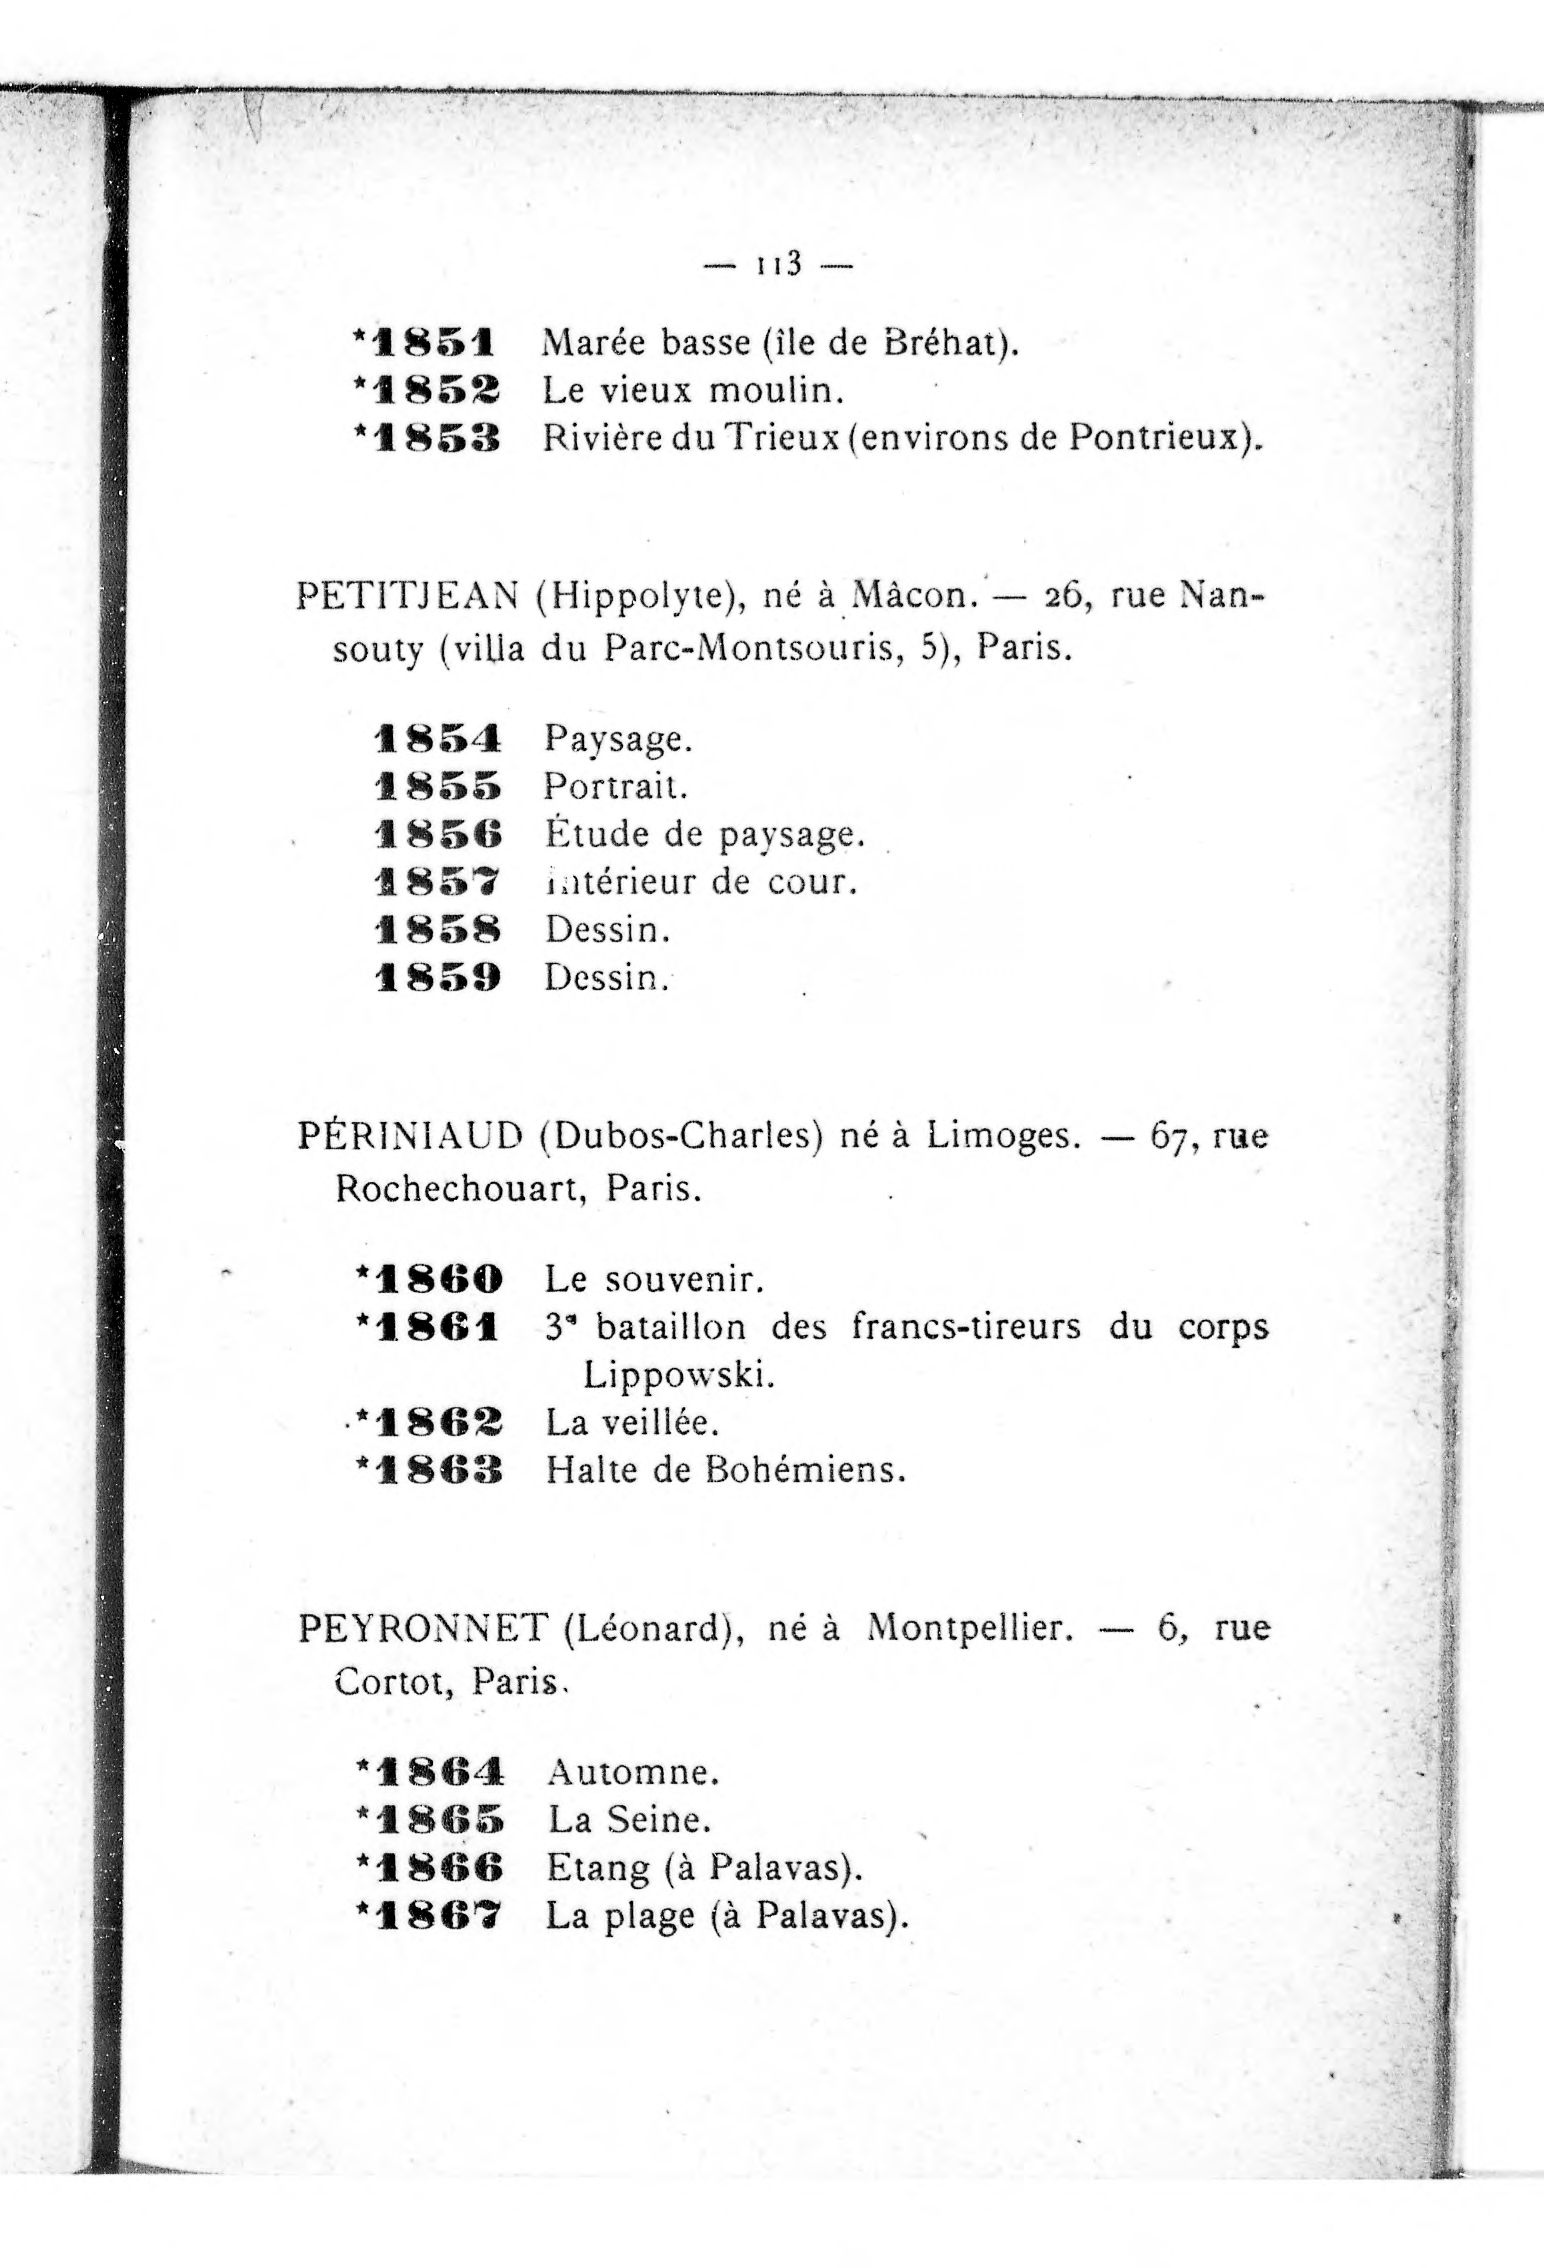 — 113 —
*1851 Marée basse (île de Bréhat).
*1852 Le vieux moulin.
*1853 Rivière du Trieux (environs de Pontrieux).
PETITJEAN (Hippolyte), né à Mâcon. — 26, rue Nan-
souty (villa du Parc-Montsouris, 5), Paris.
1854 Paysage.
1855 Portrait.
1856 Étude de paysage.
1857 Intérieur de cour.
1858 Dessin.
1859 Dessin.
PÉRINIAUD (Dubos-Charles) né à Limoges. — 67, rue
Rochechouart, Paris.
*1860 Le souvenir.
*1861 3e bataillon des francs-tireurs du corps
Lippowski.
*1862 La veillée.
*1863 Halte de Bohémiens.
PEYRONNET (Léonard), né à Montpellier. — 6, rue
Cortot, Paris.
*1864 Automne.
*1865 La Seine.
*1866 Etang (à Palavas).
*1867 La plage (à Palavas).